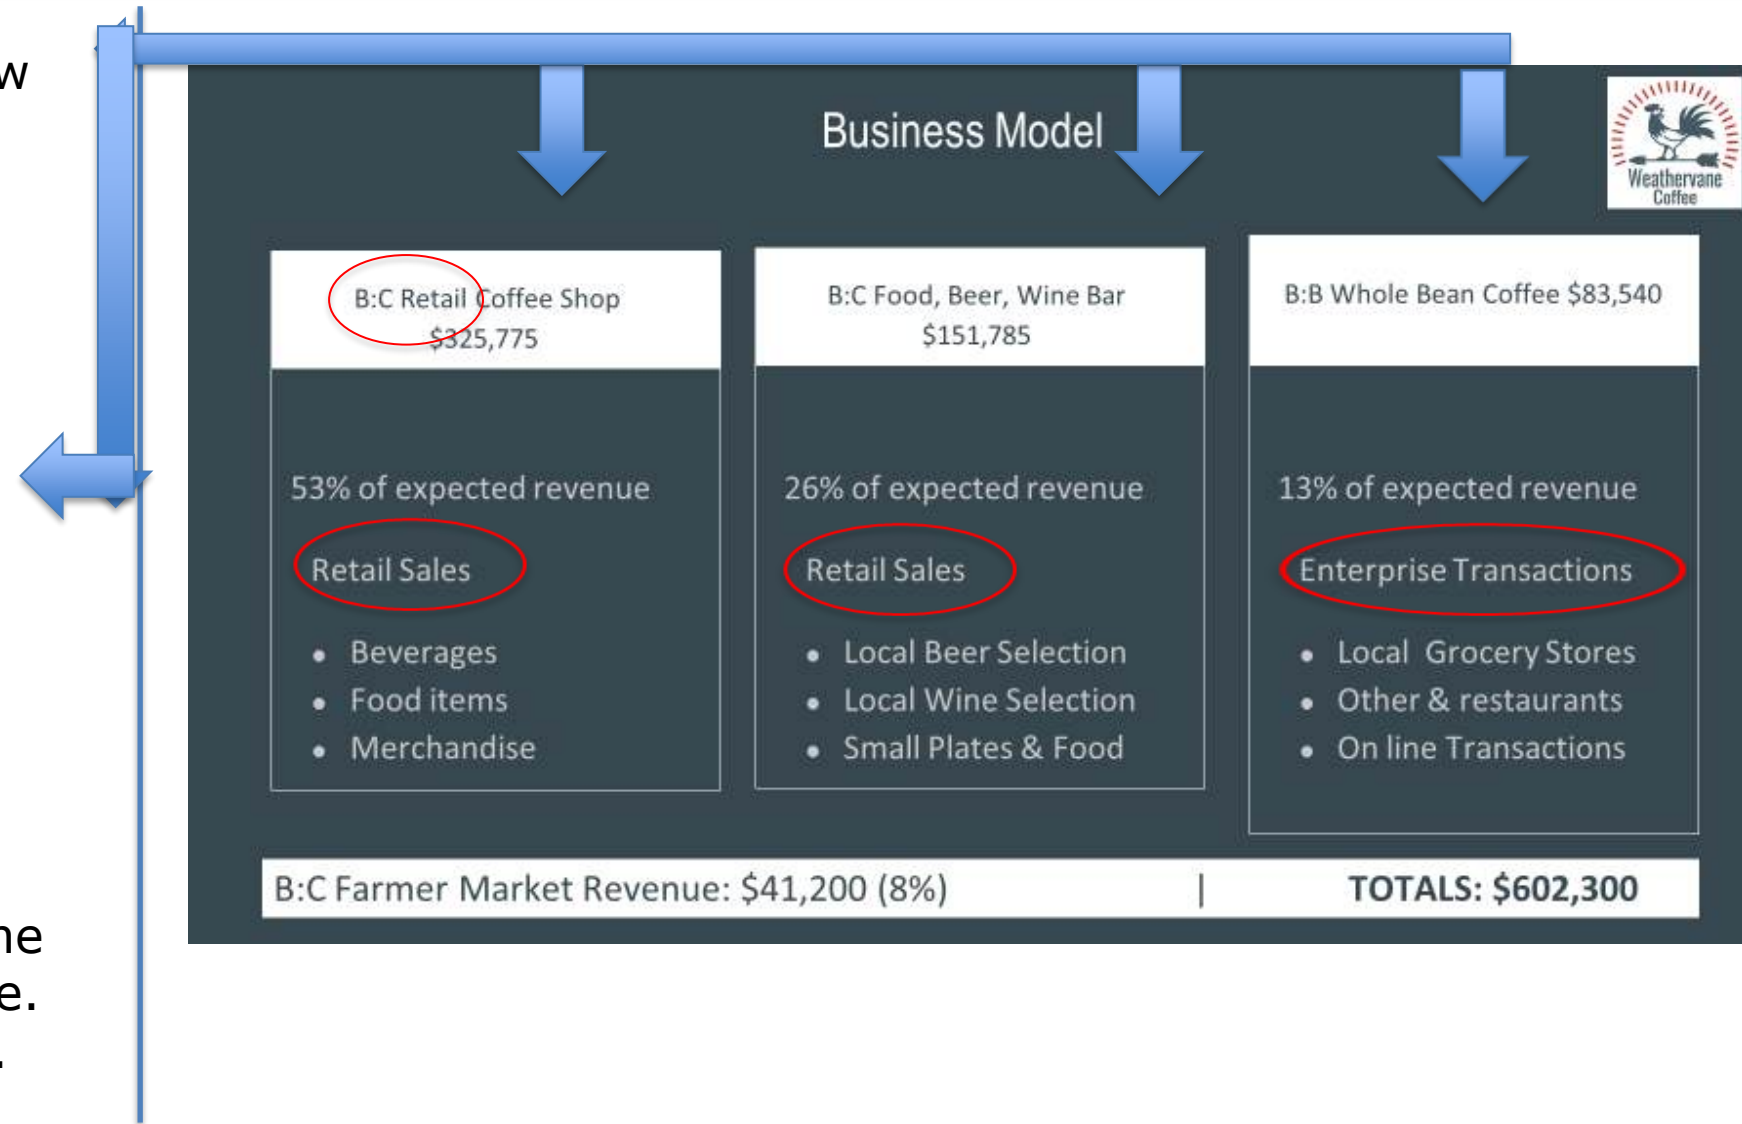 w
Business Model
Weathervane
Coffee
B:C Retail Coffee Shop
$325,775
53% of expected revenue
Retail Sales
• Beverages
• Food items
• Merchandise
B:C Food, Beer, Wine Bar
$151,785
26% of expected revenue
Retail Sales
• Local Beer Selection
• Local Wine Selection
• Small Plates & Food
B:B Whole Bean Coffee $83,540
13% of expected revenue
Enterprise Transactions
• Local Grocery Stores
• Other & restaurants
• On line Transactions
B:C Farmer Market Revenue: $41,200 (8%) | TOTALS: $602,300
ne
e.
.